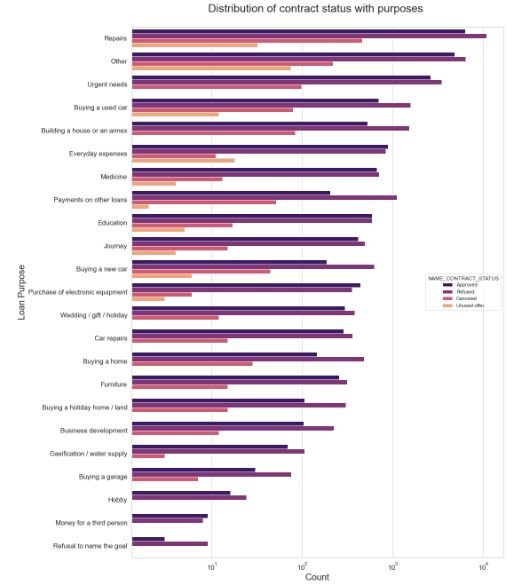 Distribution of contract status with purposes
Loan Purpose
Repairs
Other
Urgent needs
Buying a used car
Building a house or an annex
Everyday expenses
Medicine
Payments on other loans
Education
Journey
Buying a new car
Purchase of electronic equipment
Wedding / gift / holiday
Car repairs
Buying a home
Furniture
Buying a holiday home / land
Business development
Gasification / water supply
Buying a garage
Hobby
Money for a third person
Refusal to name the goal
NAME_CONTRACT_STATUS
Approved
Refused
Canceled
Unused offer
10¹ 10² 10³ 10⁴
Count